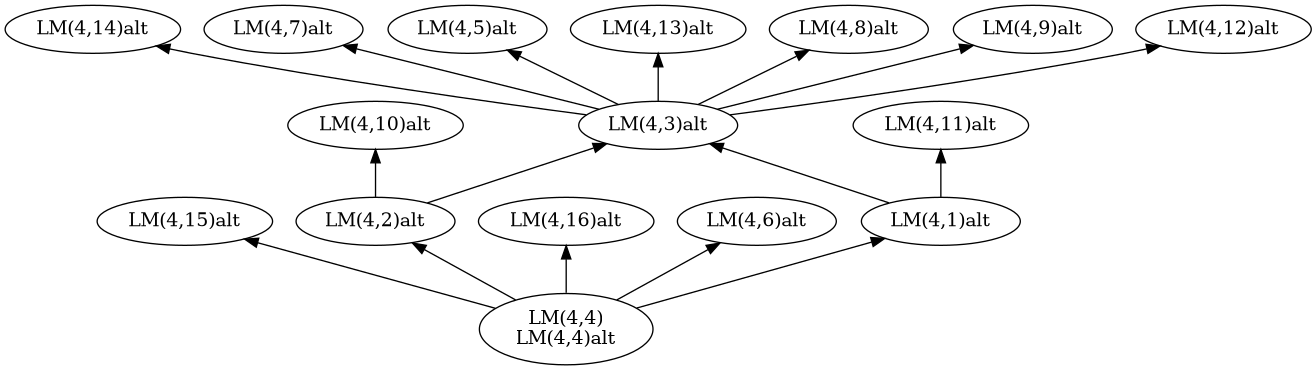 LM(4,14)alt
LM(4,7)alt
LM(4,5)alt
LM(4,13)alt
LM(4,8)alt
LM(4,9)alt
LM(4,12)alt
LM(4,10)alt
LM(4,3)alt
LM(4,11)alt
LM(4,15)alt
LM(4,2)alt
LM(4,16)alt
LM(4,6)alt
LM(4,1)alt
LM(4,4)
LM(4,4)alt